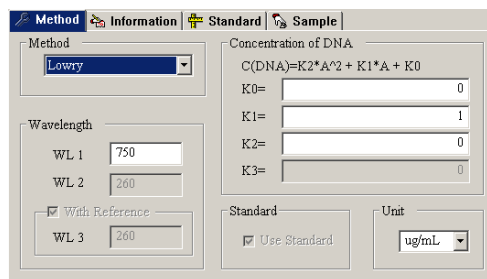 Method Information Standard Sample
Method
Lowry
Wavelength
WL 1 750
WL 2 260
With Reference
WL 3 260
Concentration of DNA
C(DNA)=K2*A^2 + K1*A + K0
K0= 0
K1= 1
K2= 0
K3= 0
Standard
Use Standard
Unit
ug/mL